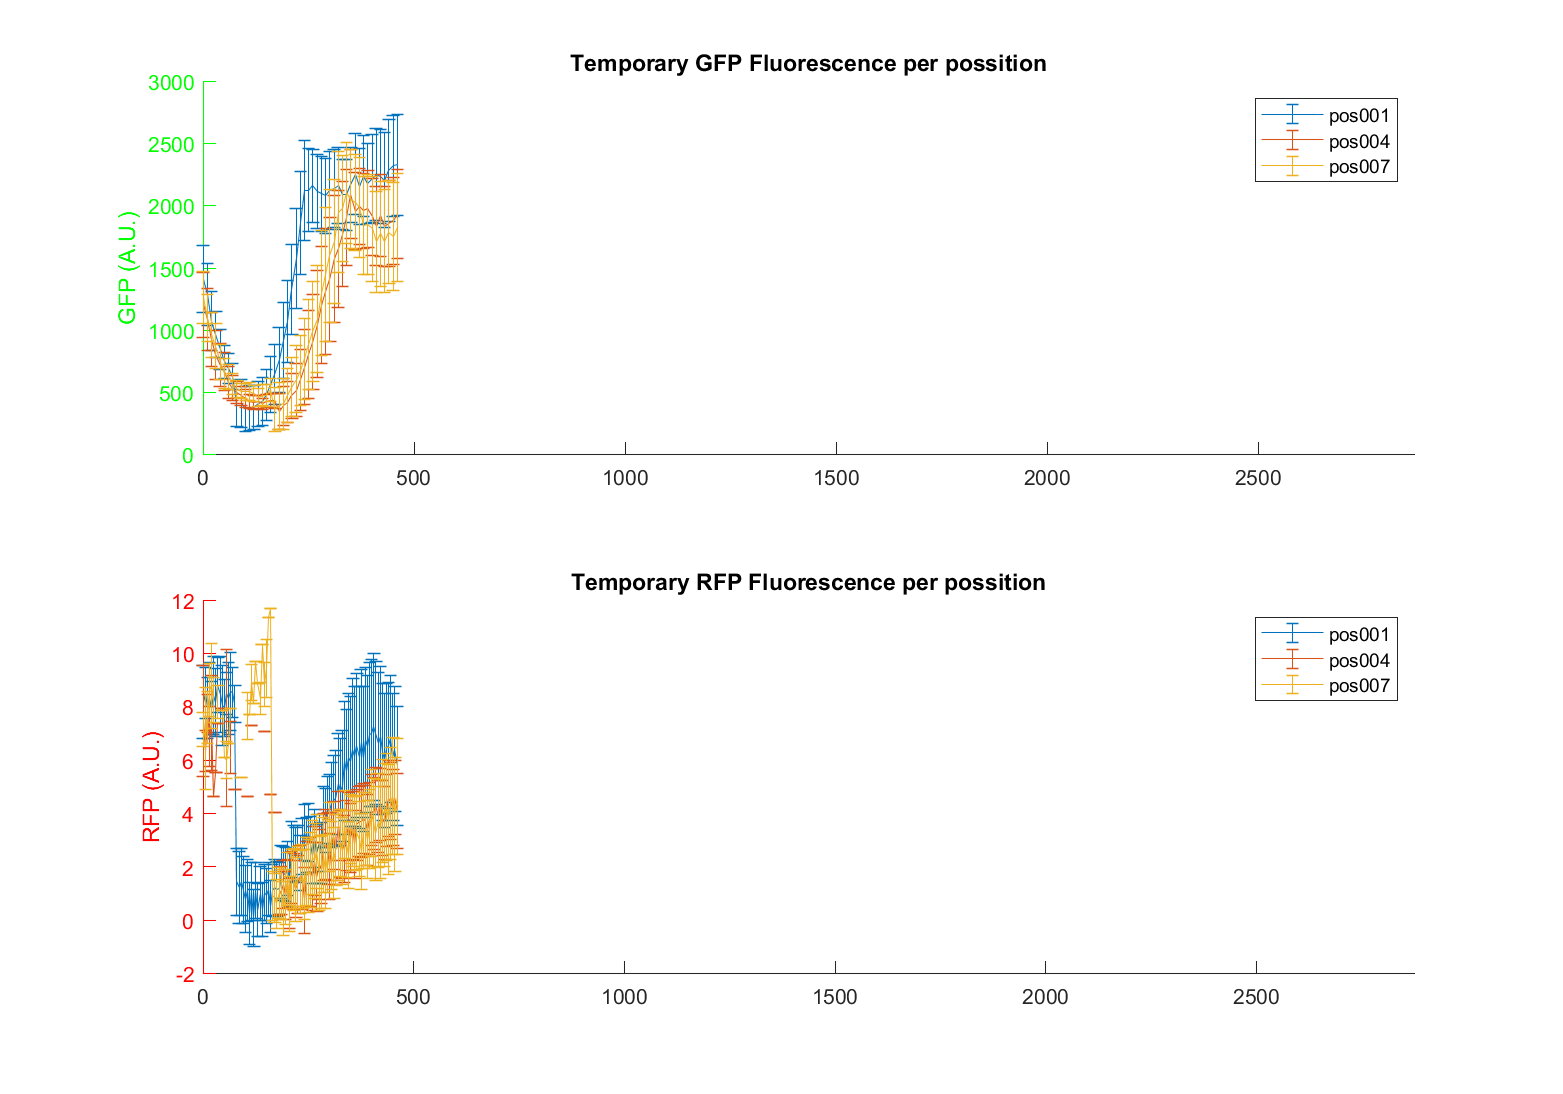 Temporary GFP Fluorescence per possition
GFP (A.U.)
3000
2500
2000
1500
1000
500
0
0 500 1000 1500 2000 2500
pos001
pos004
pos007
Temporary RFP Fluorescence per possition
RFP (A.U.)
12
10
8
6
4
2
0
-2
0 500 1000 1500 2000 2500
pos001
pos004
pos007